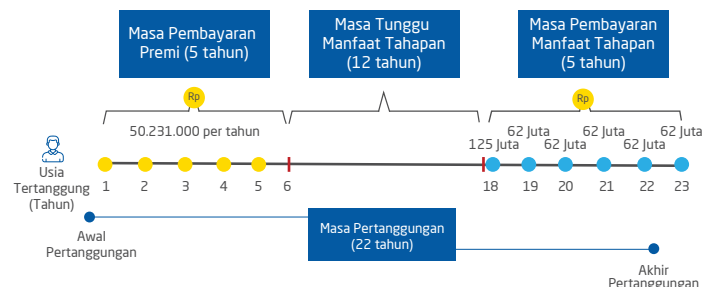 Masa Pembayaran
Premi (5 tahun)
Masa Tunggu
Manfaat Tahapan
(12 tahun)
Masa Pembayaran
Manfaat Tahapan
(5 tahun)
Rp
Rp
50.231.000 per tahun
62 Juta
62 Juta
62 Juta
125 Juta
62 Juta
62 Juta
Usia
Tertanggung
(Tahun)
1
2
3
4
5
6
18
19
20
21
22
23
Masa Pertanggungan
(22 tahun)
Awal
Pertanggungan
Akhir
Pertanggungan